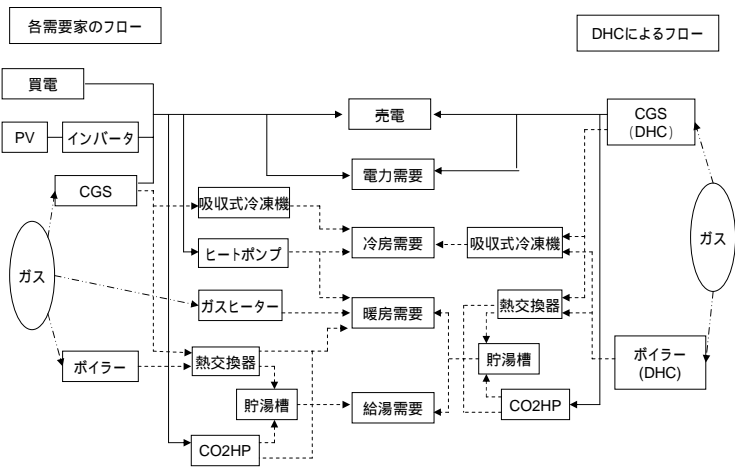 各需要家のフロー
DHCによるフロー
買電
PV
インバータ
CGS
ガス
ボイラー
吸収式冷凍機
ヒートポンプ
ガスヒーター
熱交換器
貯湯槽
CO2HP
売電
電力需要
冷房需要
暖房需要
給湯需要
吸収式冷凍機
熱交換器
貯湯槽
CO2HP
CGS
(DHC)
ガス
ボイラー
(DHC)